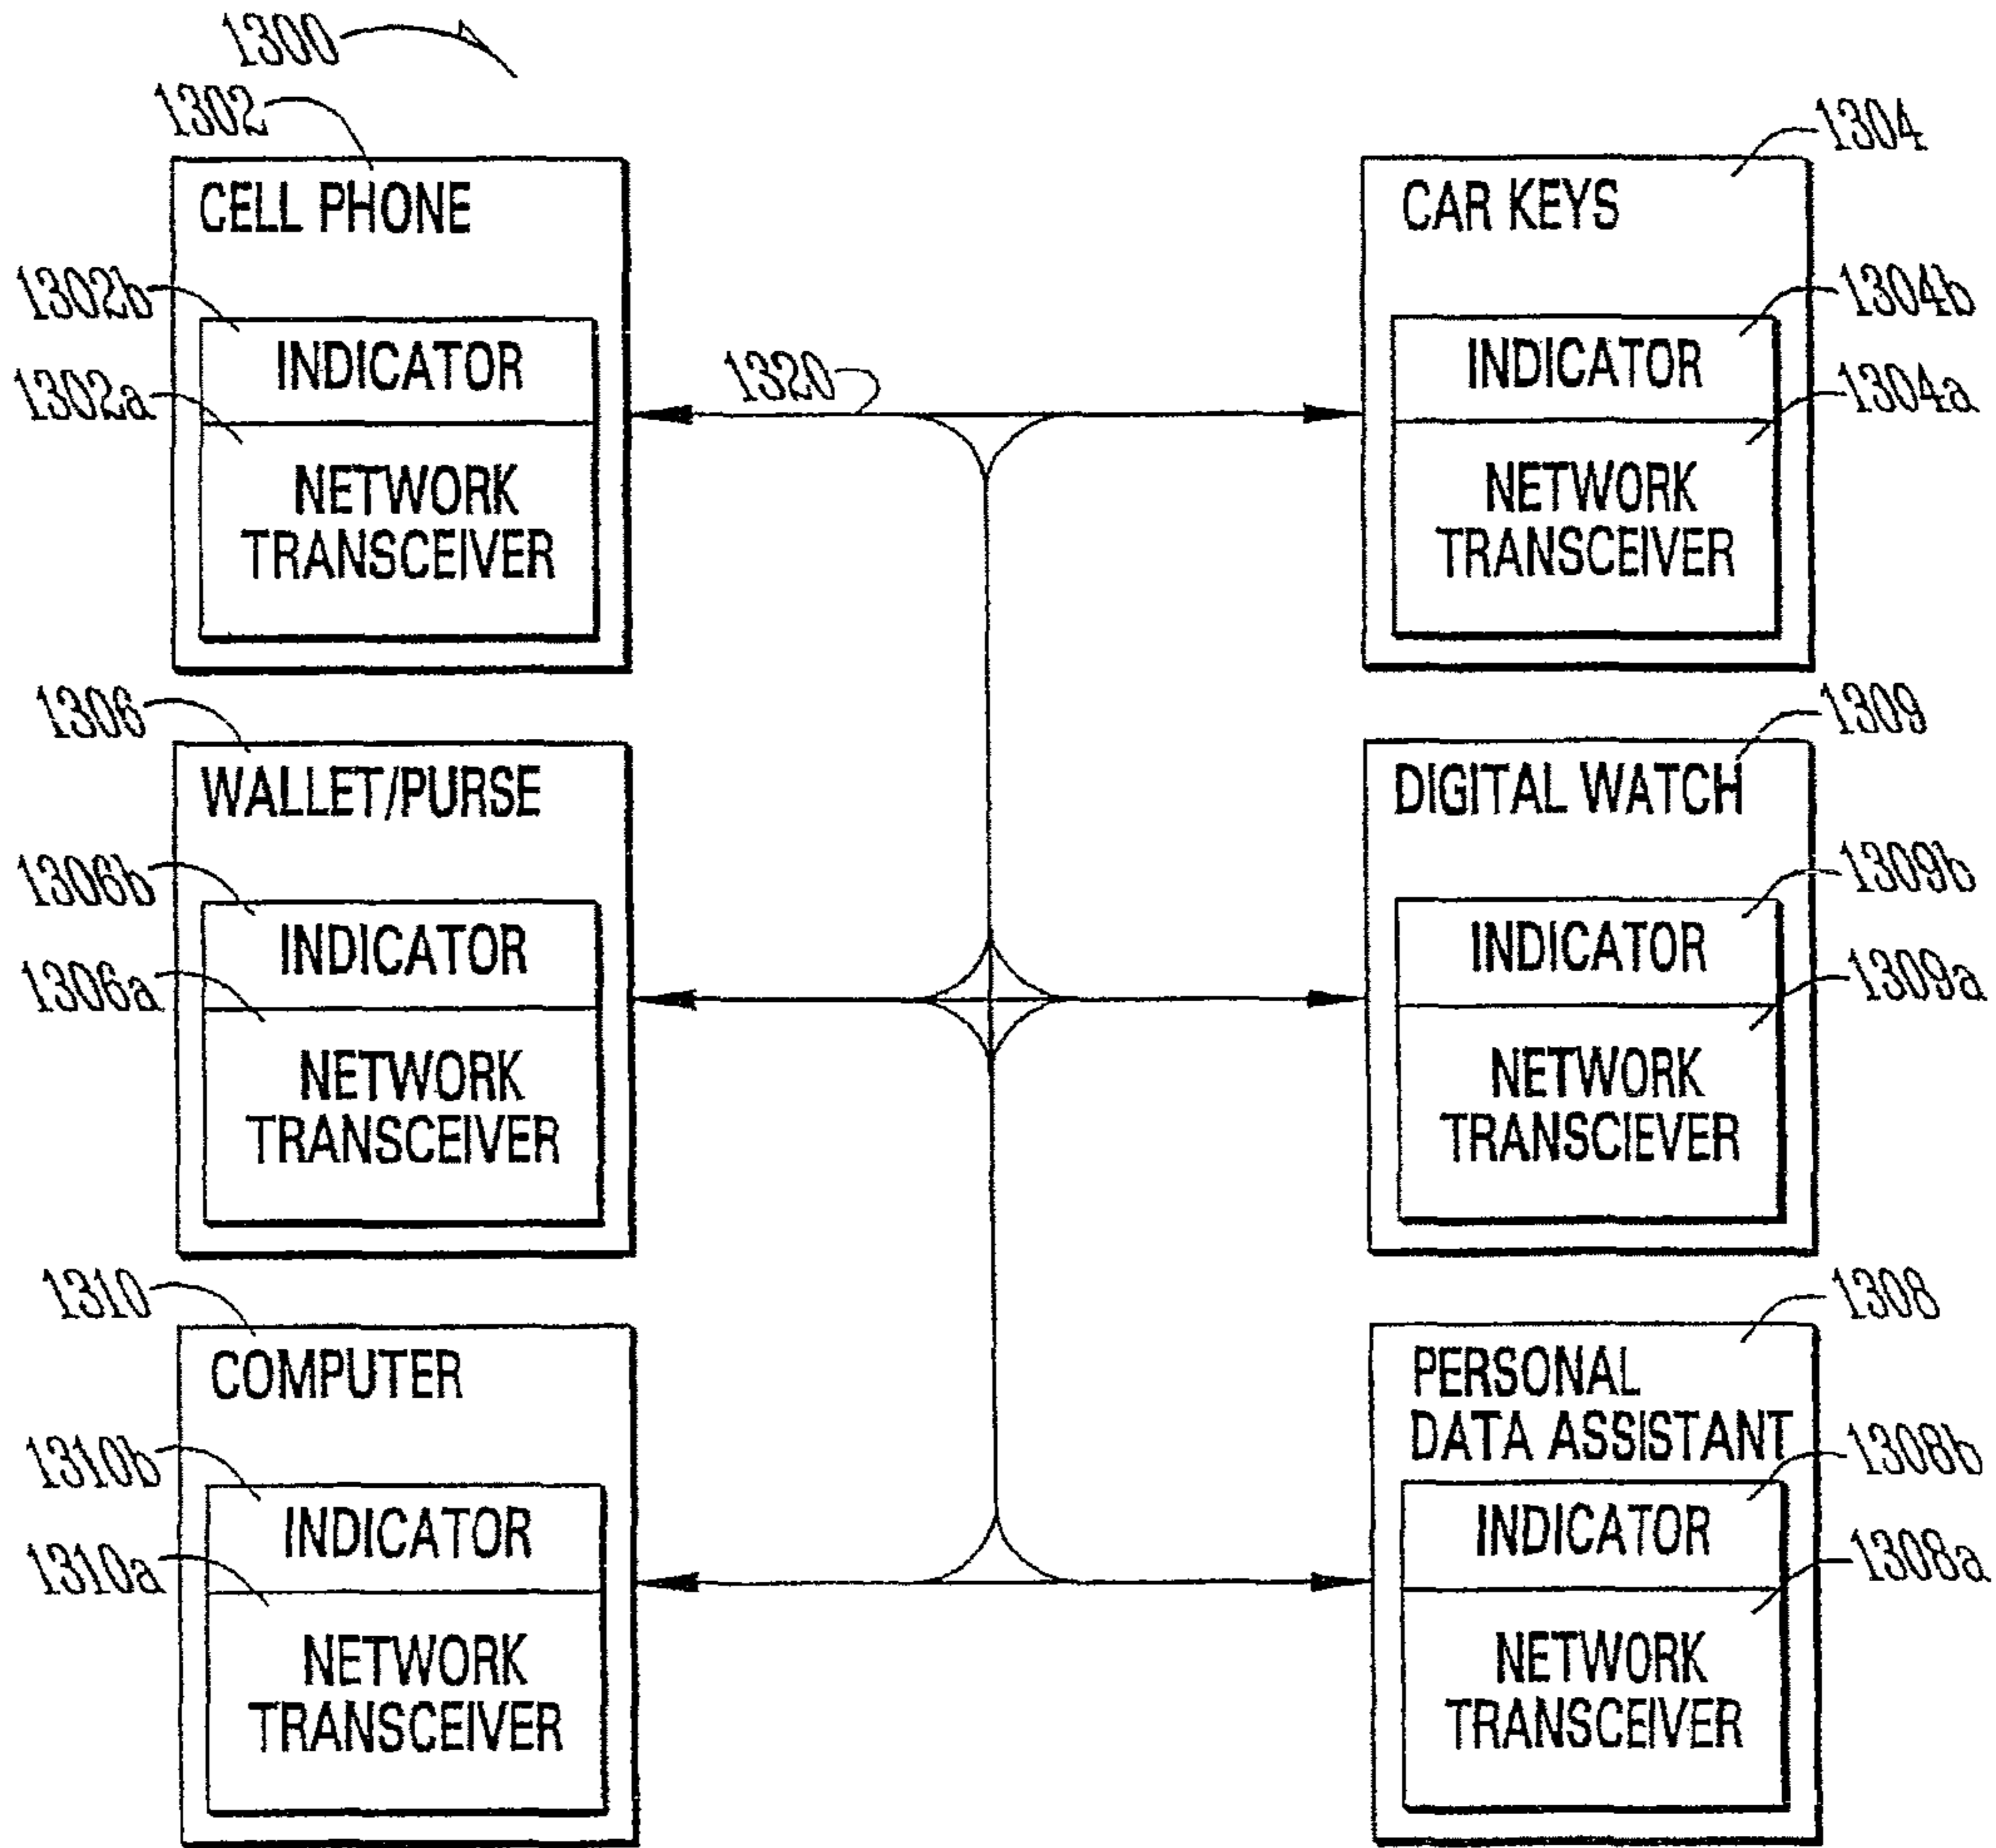 1300
1302
CELL PHONE
1302b
INDICATOR
1302a
NETWORK
TRANSCEIVER
1304
CAR KEYS
1304b
INDICATOR
1304a
NETWORK
TRANSCEIVER
1320
1306
WALLET/PURSE
1306b
INDICATOR
1306a
NETWORK
TRANSCEIVER
1309
DIGITAL WATCH
1309b
INDICATOR
1309a
NETWORK
TRANSCIEVER
1310
COMPUTER
1310b
INDICATOR
1310a
NETWORK
TRANSCEIVER
1308
PERSONAL
DATA ASSISTANT
1308b
INDICATOR
1308a
NETWORK
TRANSCEIVER